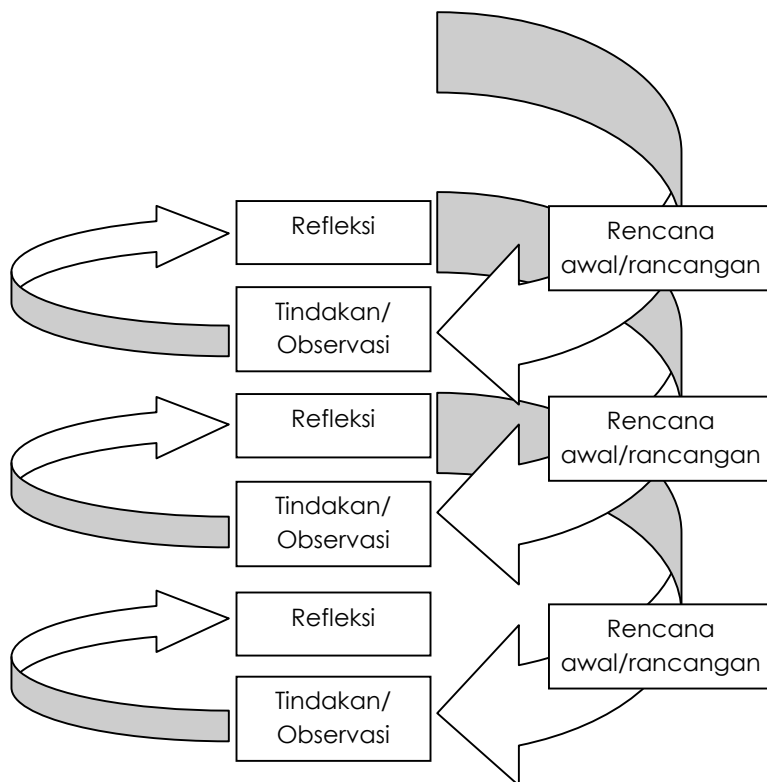 Refleksi
Rencana
awal/rancangan
Tindakan/
Observasi
Refleksi
Rencana
awal/rancangan
Tindakan/
Observasi
Refleksi
Rencana
awal/rancangan
Tindakan/
Observasi